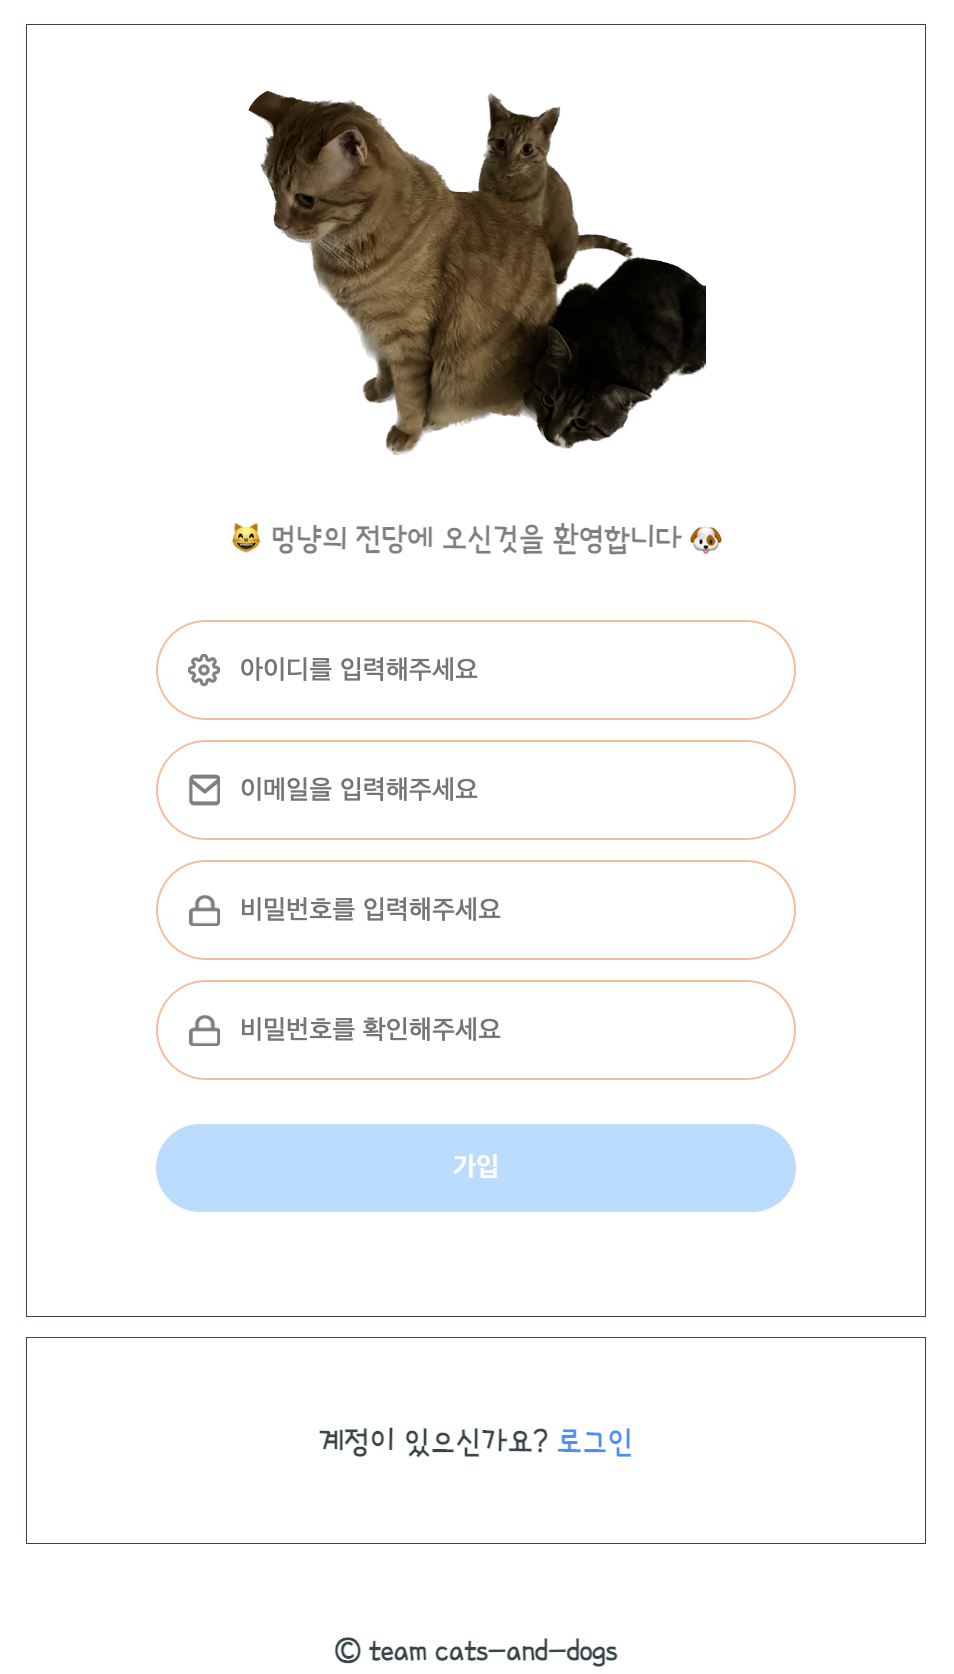 😸 멍냥의 전당에 오신것을 환영합니다 🐶
아이디를 입력해주세요
이메일을 입력해주세요
비밀번호를 입력해주세요
비밀번호를 확인해주세요
가입
계정이 있으신가요? 로그인
© team cats-and-dogs